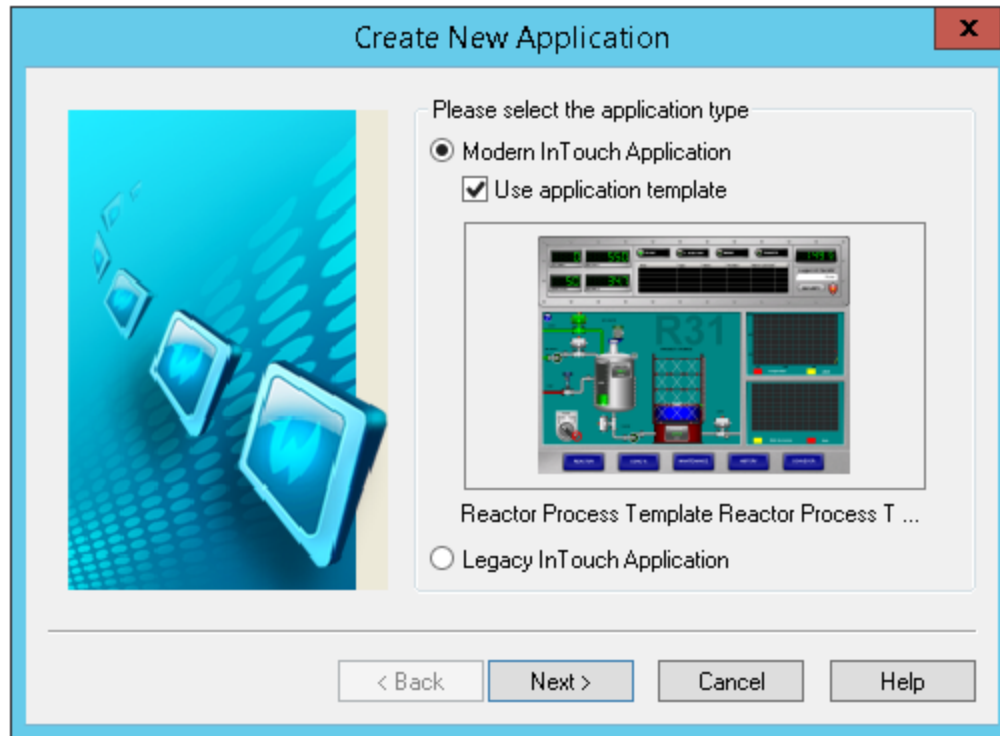 Create New Application
x
Please select the application type
Modern InTouch Application
Use application template
R31
Reactor Process Template Reactor Process T ...
Legacy InTouch Application
< Back
Next >
Cancel
Help